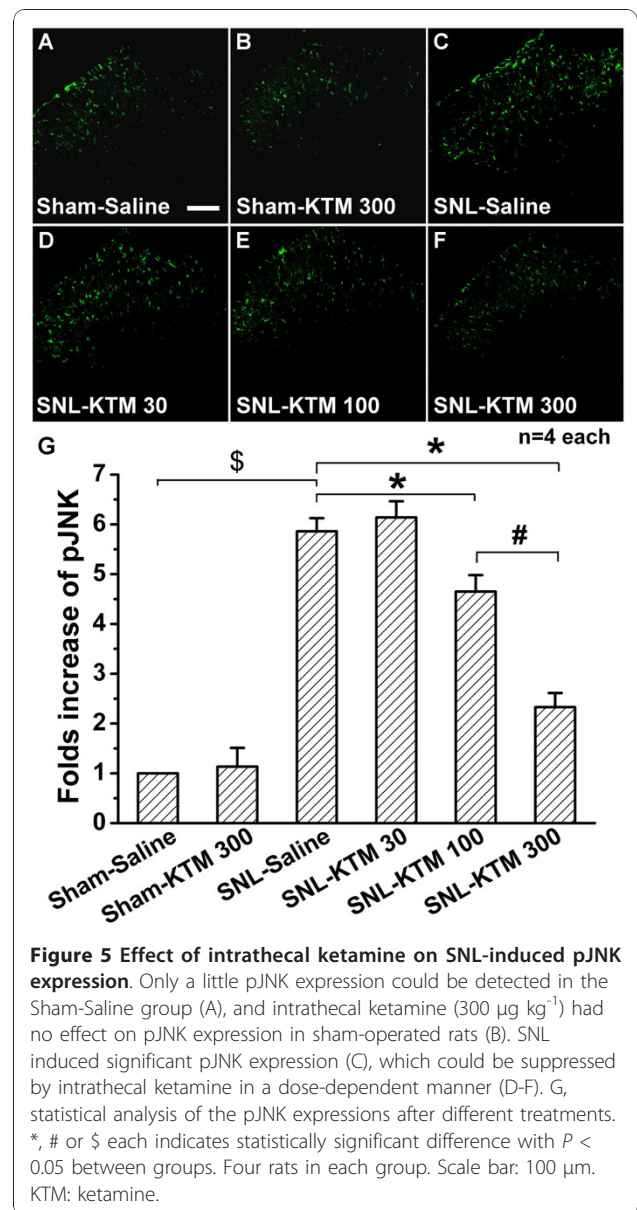 A
B
C
Sham-Saline
Sham-KTM 300
SNL-Saline
D
E
F
SNL-KTM 30
SNL-KTM 100
SNL-KTM 300
n=4 each
G
$
*
*
#
Folds increase of pJNK
7
6
5
4
3
2
1
0
Sham-Saline
Sham-KTM 300
SNL-Saline
SNL-KTM 30
SNL-KTM 100
SNL-KTM 300
Figure 5 Effect of intrathecal ketamine on SNL-induced pJNK
expression. Only a little pJNK expression could be detected in the
Sham-Saline group (A), and intrathecal ketamine (300 μg kg⁻¹) had
no effect on pJNK expression in sham-operated rats (B). SNL
induced significant pJNK expression (C), which could be suppressed
by intrathecal ketamine in a dose-dependent manner (D-F). G,
statistical analysis of the pJNK expressions after different treatments.
*, # or $ each indicates statistically significant difference with P <
0.05 between groups. Four rats in each group. Scale bar: 100 μm.
KTM: ketamine.